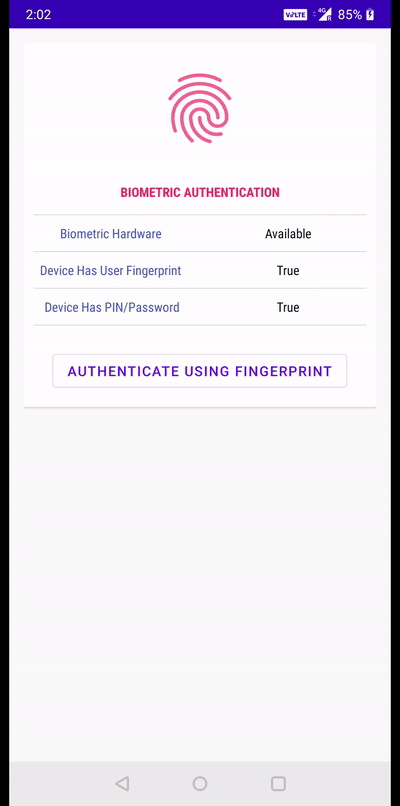 2:02 VoLTE 4G R 85%
BIOMETRIC AUTHENTICATION
Biometric Hardware Available
Device Has User Fingerprint True
Device Has PIN/Password True
AUTHENTICATE USING FINGERPRINT